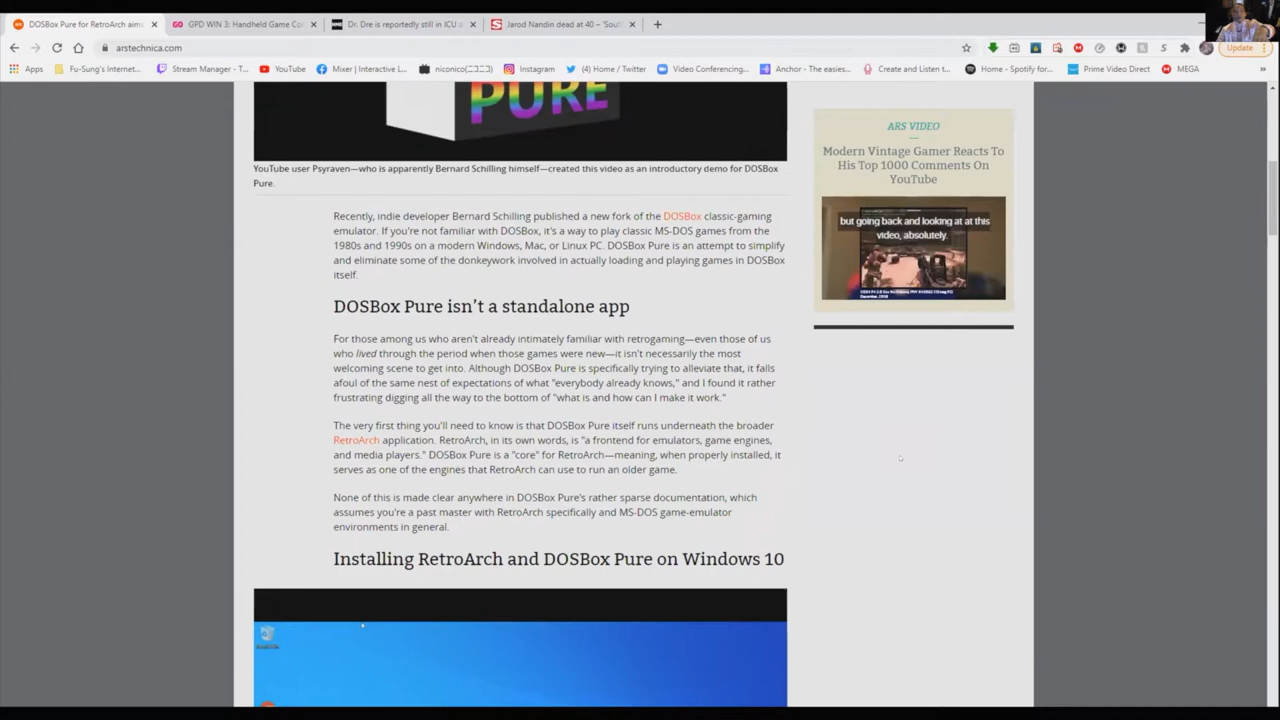 DOSBox Pure for RetroArch aims
GPD WIN 3: Handheld Game Co
Dr. Dre is reportedly still in ICU
Jarod Nandin dead at 40 – 'Sout
arstechnica.com
Update
Apps
Fu-Sung's Internet...
Stream Manager - T...
YouTube
Mixer | Interactive L...
niconico(ニコニコ)
Instagram
(4) Home / Twitter
Video Conferencing...
Anchor - The easies...
Create and Listen t...
Home - Spotify for...
Prime Video Direct
MEGA
PURE
YouTube user Psyraven—who is apparently Bernard Schilling himself—created this video as an introductory demo for DOSBox
Pure.
Recently, indie developer Bernard Schilling published a new fork of the DOSBox classic-gaming
emulator. If you're not familiar with DOSBox, it's a way to play classic MS-DOS games from the
1980s and 1990s on a modern Windows, Mac, or Linux PC. DOSBox Pure is an attempt to simplify
and eliminate some of the donkeywork involved in actually loading and playing games in DOSBox
itself.
DOSBox Pure isn't a standalone app
For those among us who aren't already intimately familiar with retrogaming—even those of us
who lived through the period when those games were new—it isn't necessarily the most
welcoming scene to get into. Although DOSBox Pure is specifically trying to alleviate that, it falls
afoul of the same nest of expectations of what "everybody already knows," and I found it rather
frustrating digging all the way to the bottom of "what is and how can I make it work."
The very first thing you'll need to know is that DOSBox Pure itself runs underneath the broader
RetroArch application. RetroArch, in its own words, is "a frontend for emulators, game engines,
and media players." DOSBox Pure is a "core" for RetroArch—meaning, when properly installed, it
serves as one of the engines that RetroArch can use to run an older game.
None of this is made clear anywhere in DOSBox Pure's rather sparse documentation, which
assumes you're a past master with RetroArch specifically and MS-DOS game-emulator
environments in general.
Installing RetroArch and DOSBox Pure on Windows 10
ARS VIDEO
Modern Vintage Gamer Reacts To
His Top 1000 Comments On
YouTube
but going back and looking at at this
video, absolutely.